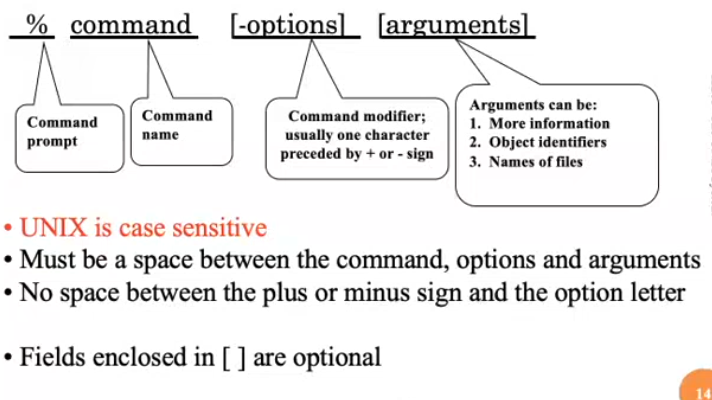 % command [-options] [arguments]
Command prompt
Command name
Command modifier;
usually one character
preceded by + or - sign
Arguments can be:
1. More information
2. Object identifiers
3. Names of files
• UNIX is case sensitive
• Must be a space between the command, options and arguments
• No space between the plus or minus sign and the option letter
• Fields enclosed in [ ] are optional
14